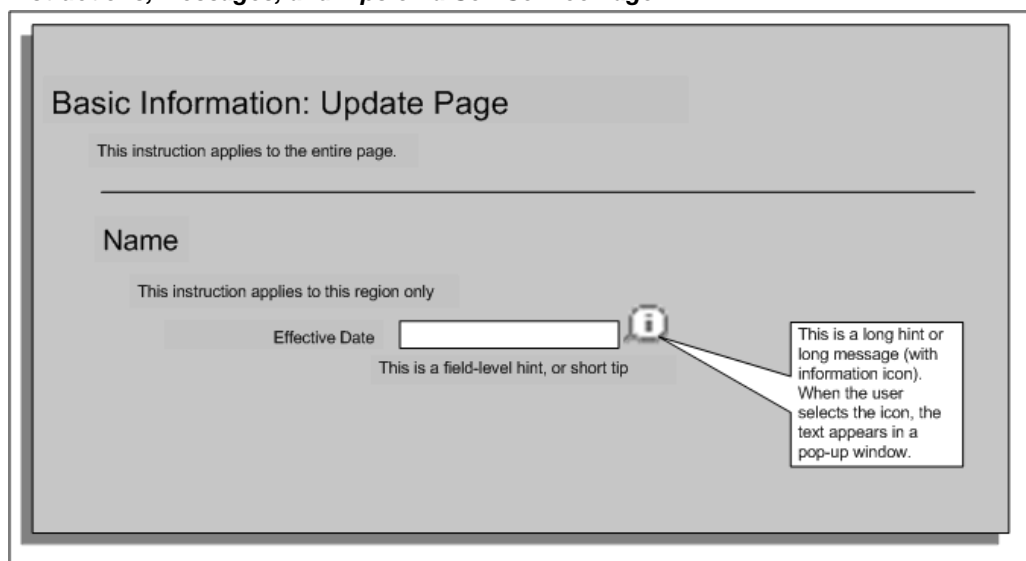 Basic Information: Update Page
This instruction applies to the entire page.
Name
This instruction applies to this region only
Effective Date
i
This is a field-level hint, or short tip
This is a long hint or
long message (with
information icon).
When the user
selects the icon, the
text appears in a
pop-up window.